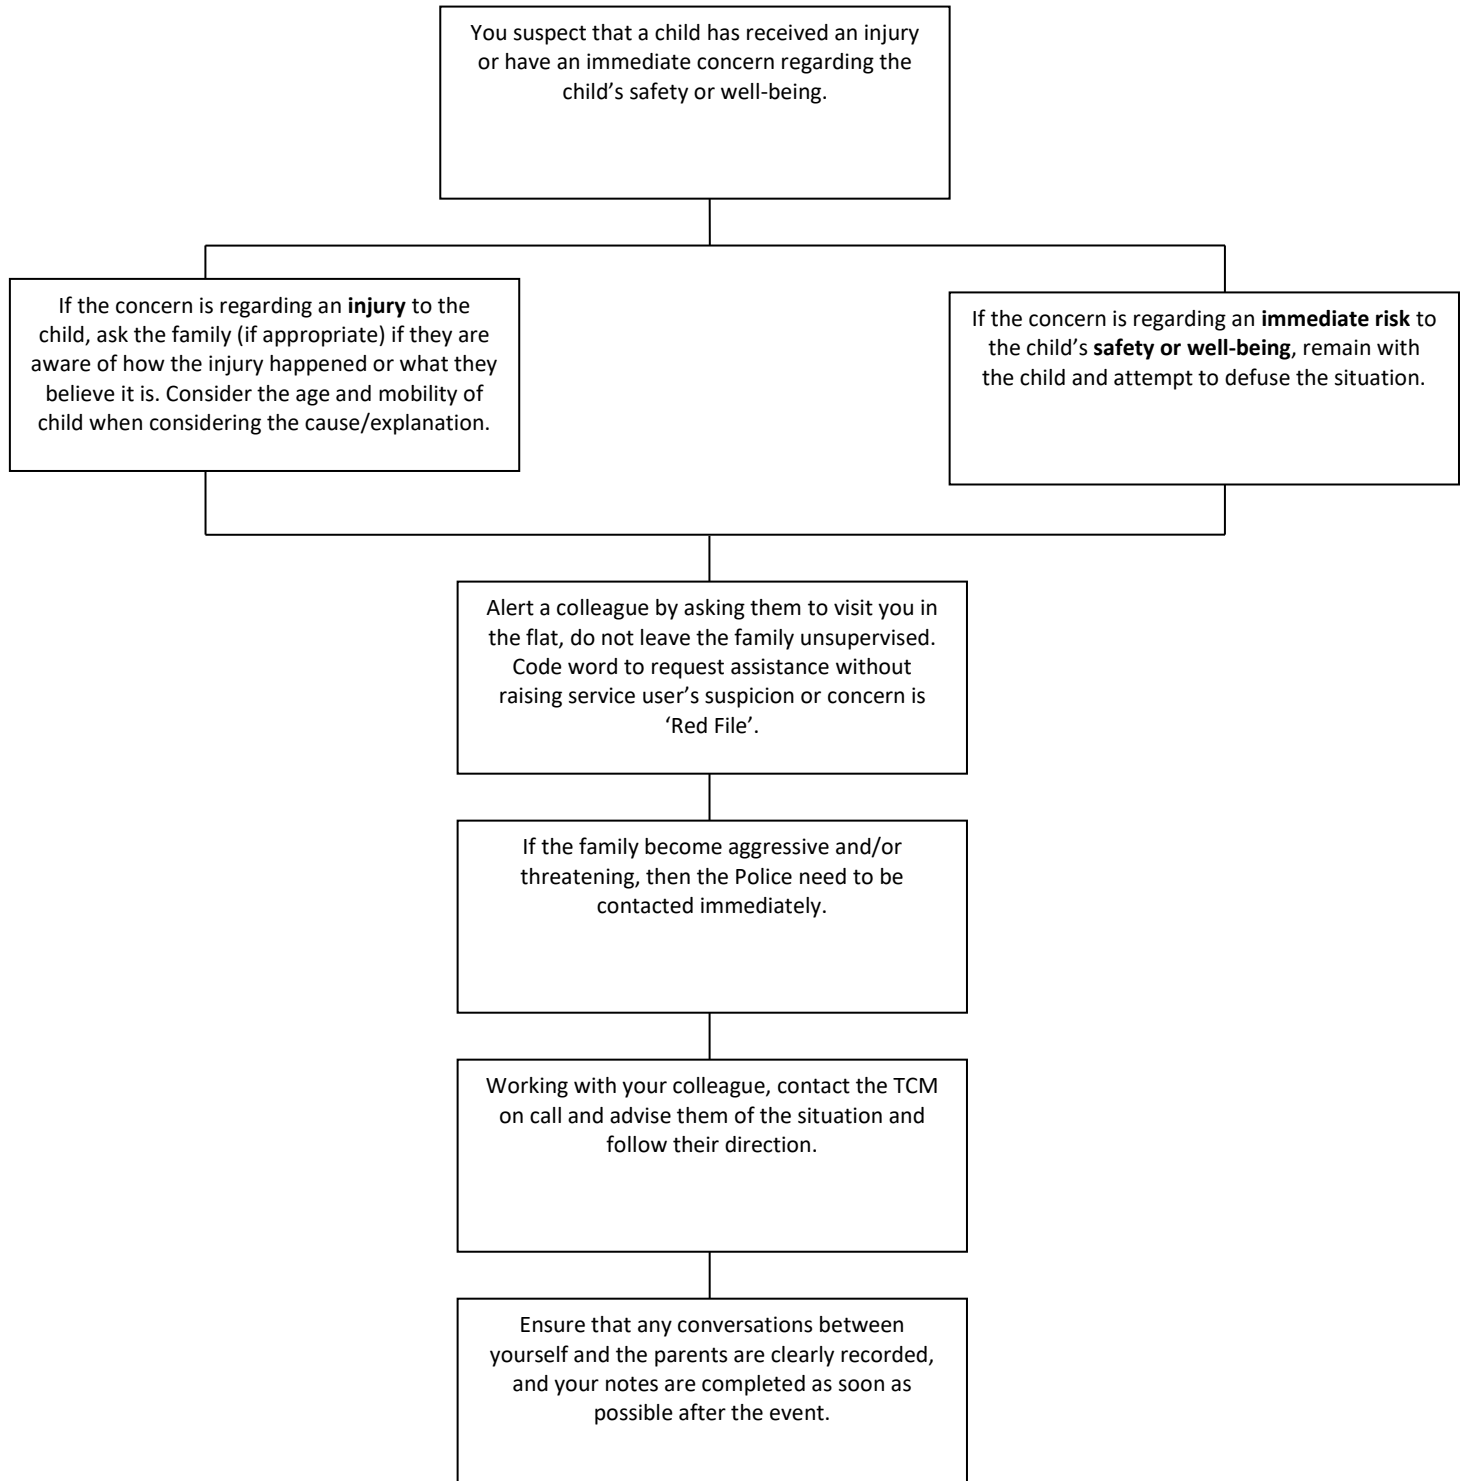 You suspect that a child has received an injury
or have an immediate concern regarding the
child’s safety or well-being.
If the concern is regarding an injury to the
child, ask the family (if appropriate) if they are
aware of how the injury happened or what they
believe it is. Consider the age and mobility of
child when considering the cause/explanation.
If the concern is regarding an immediate risk to
the child’s safety or well-being, remain with
the child and attempt to defuse the situation.
Alert a colleague by asking them to visit you in
the flat, do not leave the family unsupervised.
Code word to request assistance without
raising service user’s suspicion or concern is
‘Red File’.
If the family become aggressive and/or
threatening, then the Police need to be
contacted immediately.
Working with your colleague, contact the TCM
on call and advise them of the situation and
follow their direction.
Ensure that any conversations between
yourself and the parents are clearly recorded,
and your notes are completed as soon as
possible after the event.